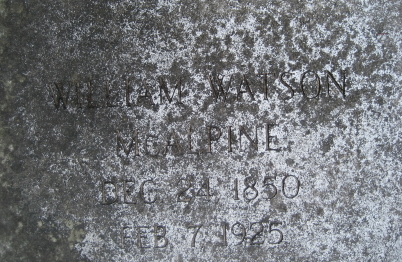 WILLIAM WATSON
MCALPINE
DEC 24 1850
FEB 7 1925